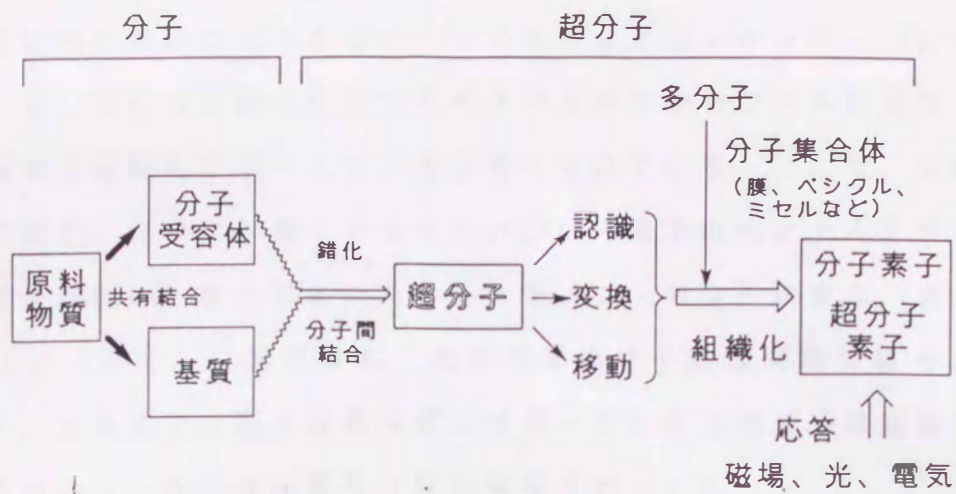 分子
超分子
多分子
分子集合体
(膜、ベシクル、
ミセルなど)
分子
受容体
原料
物質
共有結合
基質
錯化
分子間
結合
超分子
認識
変換
移動
組織化
分子素子
超分子
素子
応答
磁場、光、電気